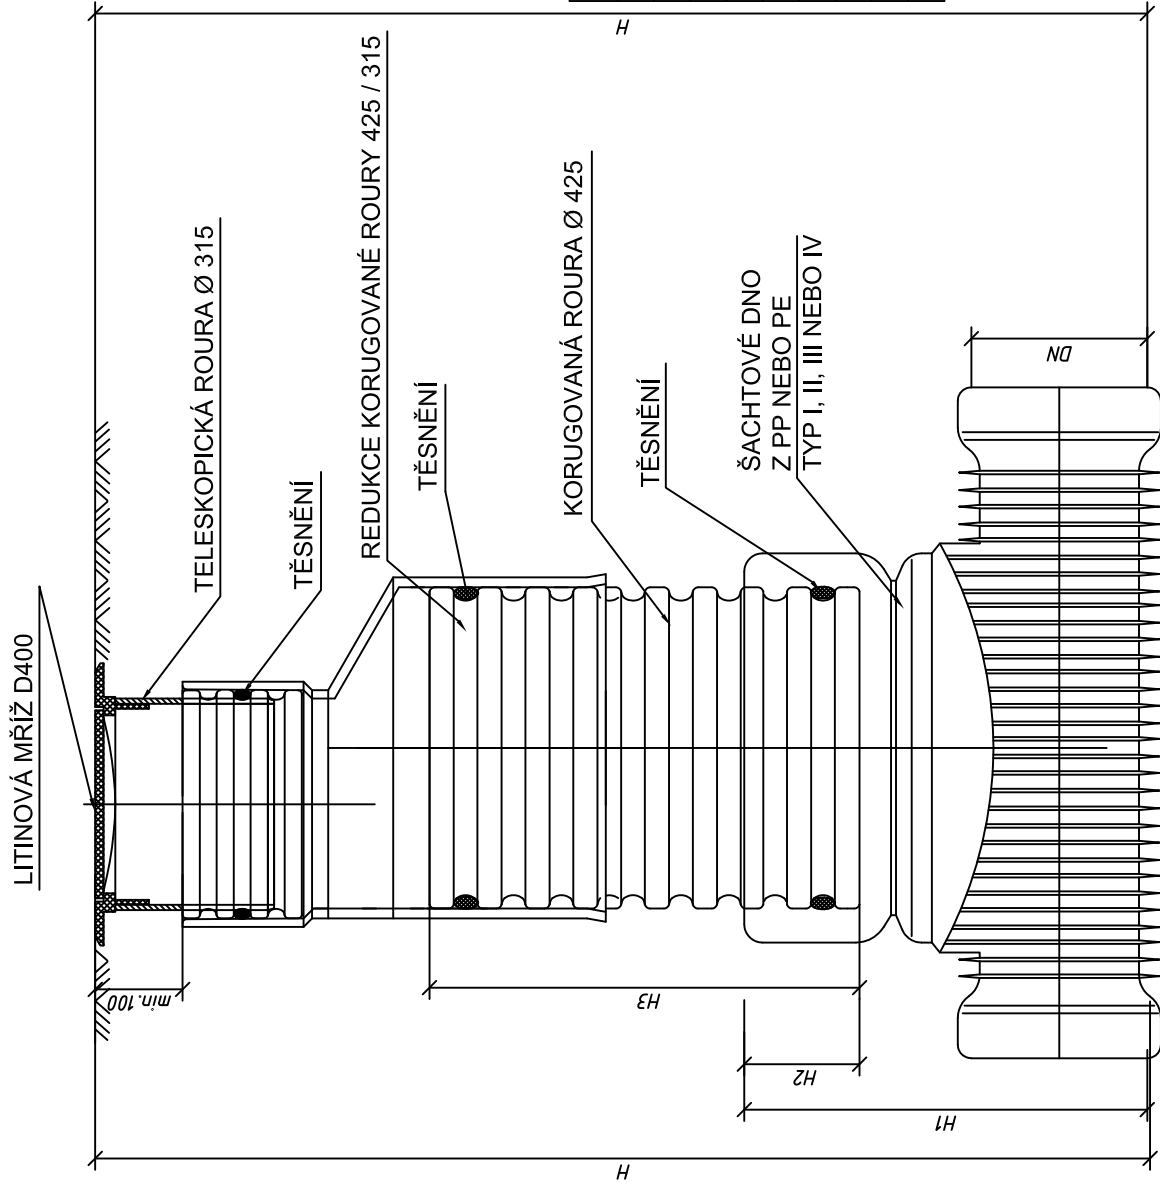 LITINOVÁ MŘÍŽ D400
TELESKOPICKÁ ROURA Ø 315
TĚSNĚNÍ
REDUKCE KORUGOVANÉ ROURY 425 / 315
TĚSNĚNÍ
KORUGOVANÁ ROURA Ø 425
TĚSNĚNÍ
ŠACHTOVÉ DNO
Z PP NEBO PE
TYP I, II, III NEBO IV
H
DN
min.100
H3
H2
H1
H